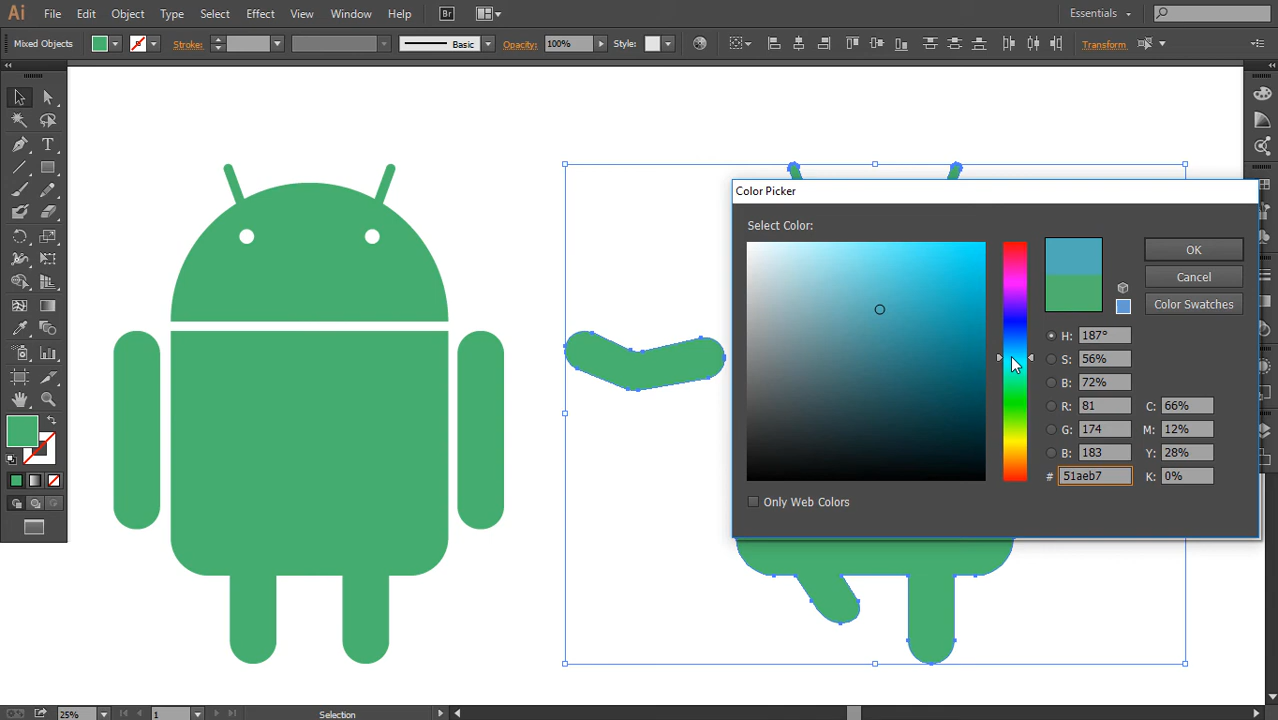 Ai File Edit Object Type Select Effect View Window Help Br Essentials
Mixed Objects Stroke: Basic Opacity: 100% Style: Transform
Color Picker
Select Color:
OK
Cancel
Color Swatches
H: 187°
S: 56%
B: 72%
R: 81 C: 66%
G: 174 M: 12%
B: 183 Y: 28%
# 51aeb7 K: 0%
Only Web Colors
T
25% 1 Selection